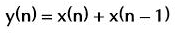 y(n) = x(n) + x(n − 1)